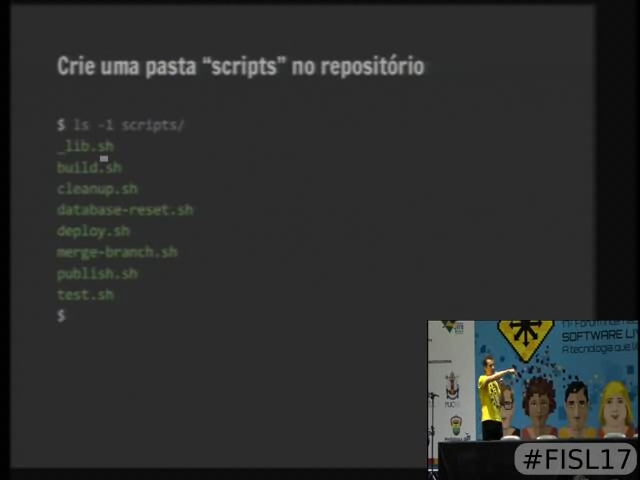 Crie uma pasta “scripts” no repositório
$ ls -1 scripts/
_lib.sh
build.sh
cleanup.sh
database-reset.sh
deploy.sh
merge-branch.sh
publish.sh
test.sh
$
SOFTWARE LIV
A tecnologia que
#FISL17